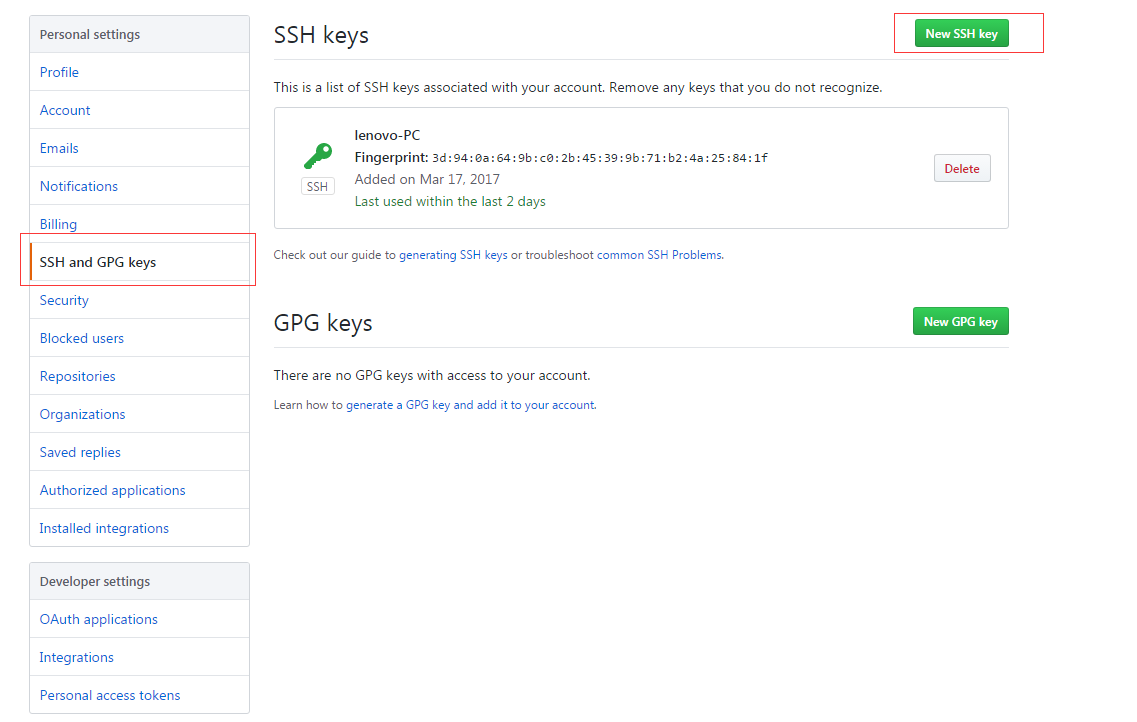 Personal settings
Profile
Account
Emails
Notifications
Billing
SSH and GPG keys
Security
Blocked users
Repositories
Organizations
Saved replies
Authorized applications
Installed integrations
Developer settings
OAuth applications
Integrations
Personal access tokens
SSH keys
New SSH key
This is a list of SSH keys associated with your account. Remove any keys that you do not recognize.
lenovo-PC
Fingerprint: 3d:94:0a:64:9b:c0:2b:45:39:9b:71:b2:4a:25:84:1f
SSH
Added on Mar 17, 2017
Last used within the last 2 days
Delete
Check out our guide to generating SSH keys or troubleshoot common SSH Problems.
GPG keys
New GPG key
There are no GPG keys with access to your account.
Learn how to generate a GPG key and add it to your account.